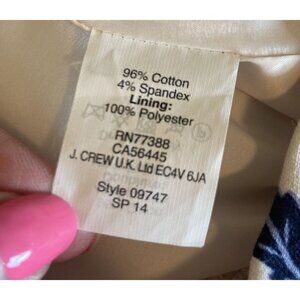 96% Cotton
4% Spandex
Lining:
100% Polyester
RN77388
CA56445
J. CREW U.K. Ltd EC4V 6JA
Style 09747
SP 14